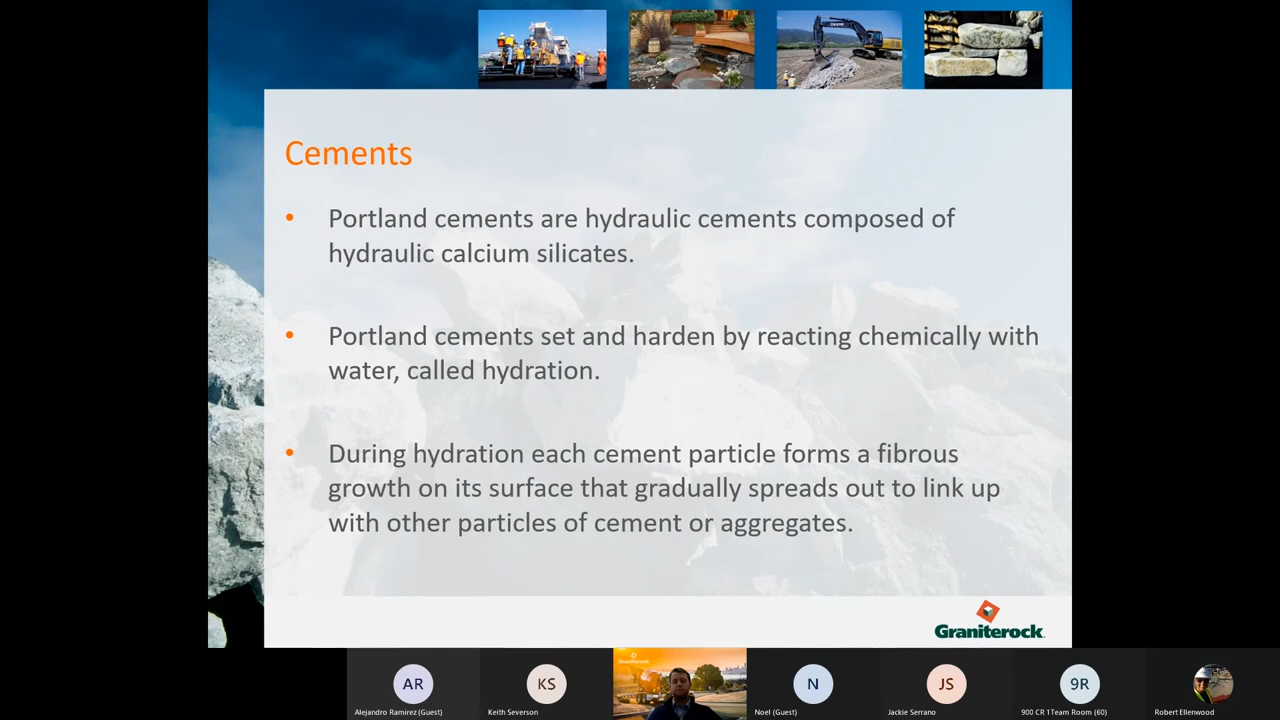 Cements
• Portland cements are hydraulic cements composed of
hydraulic calcium silicates.
• Portland cements set and harden by reacting chemically with
water, called hydration.
• During hydration each cement particle forms a fibrous
growth on its surface that gradually spreads out to link up
with other particles of cement or aggregates.
Graniterock
AR
KS
Graniterock
N
JS
9R
Alejandro Ramirez (Guest)
Keith Severson
Noel (Guest)
Jackie Serrano
900 CR 1Team Room (60)
Robert Ellenwood